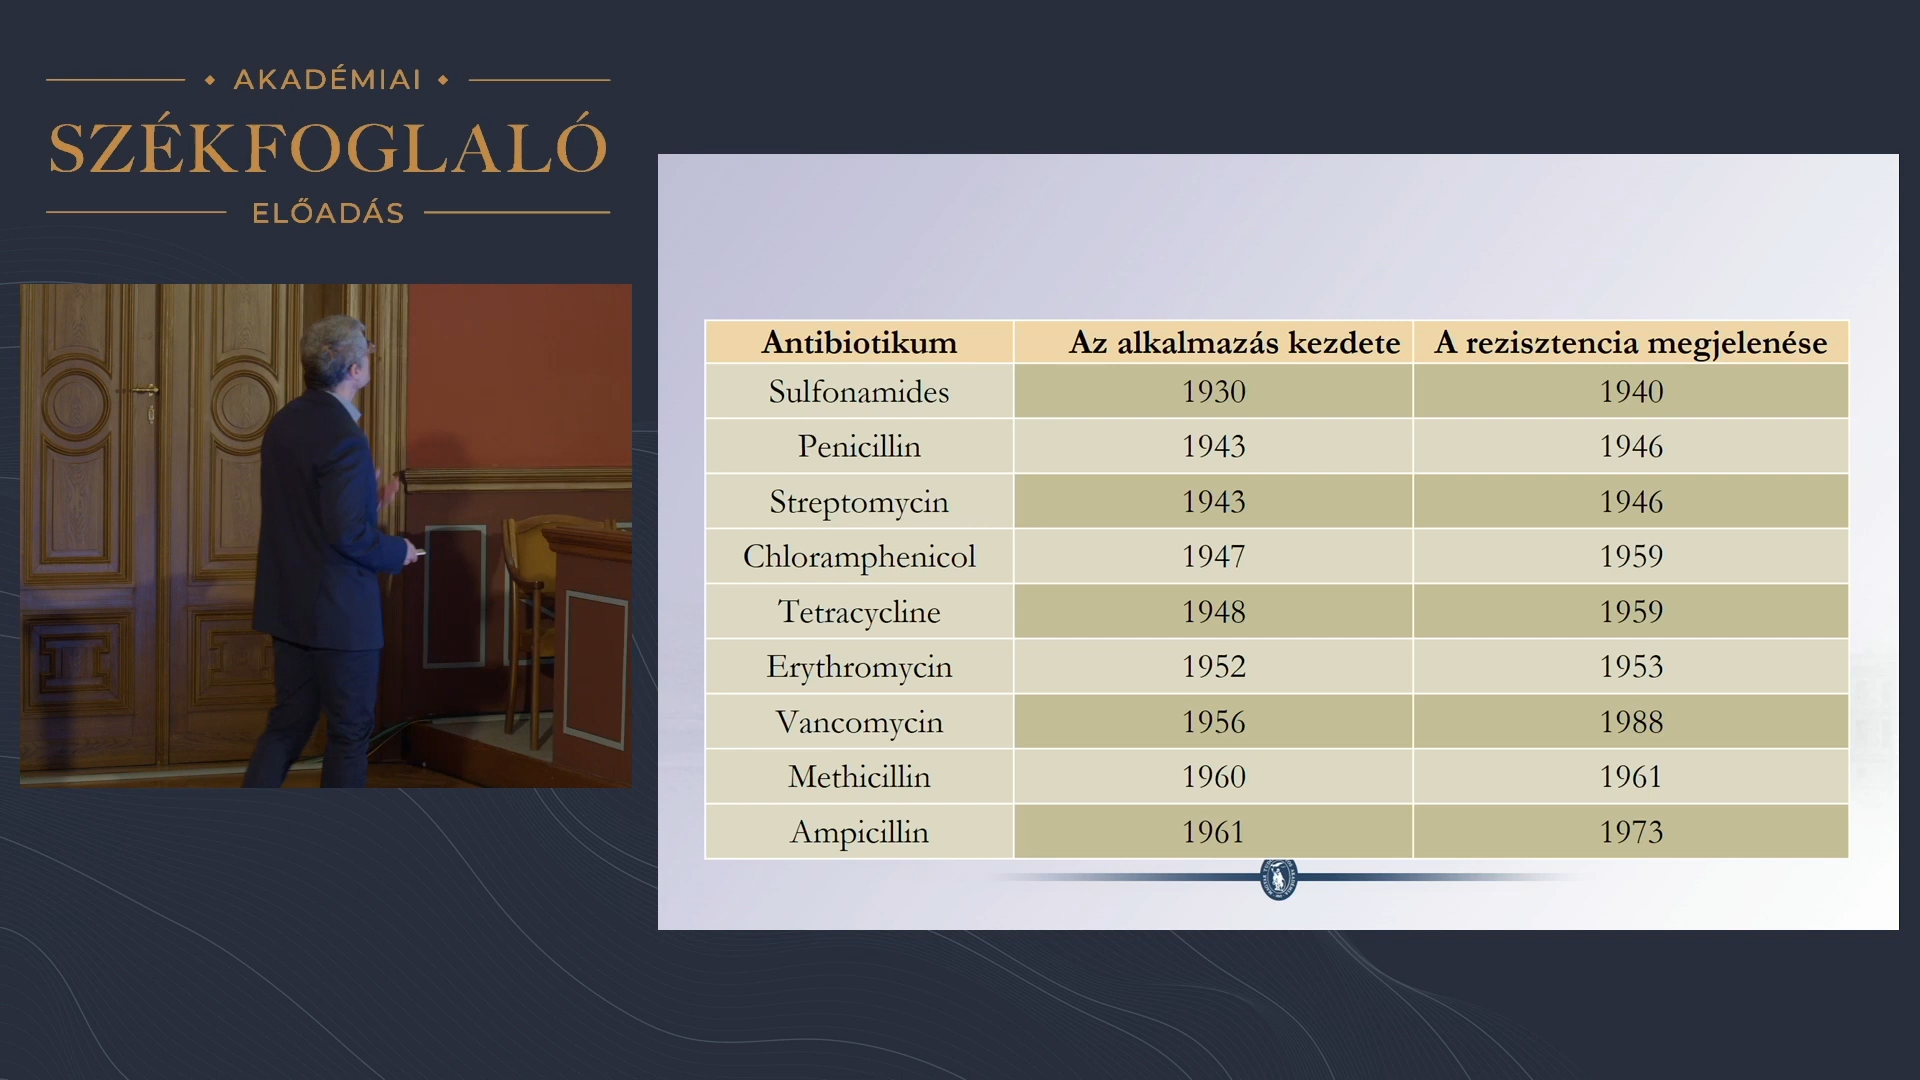 AKADÉMIAI
SZÉKFOGLALÓ
ELŐADÁS
Antibiotikum Az alkalmazás kezdete A rezisztencia megjelenése
Sulfonamides 1930 1940
Penicillin 1943 1946
Streptomycin 1943 1946
Chloramphenicol 1947 1959
Tetracycline 1948 1959
Erythromycin 1952 1953
Vancomycin 1956 1988
Methicillin 1960 1961
Ampicillin 1961 1973